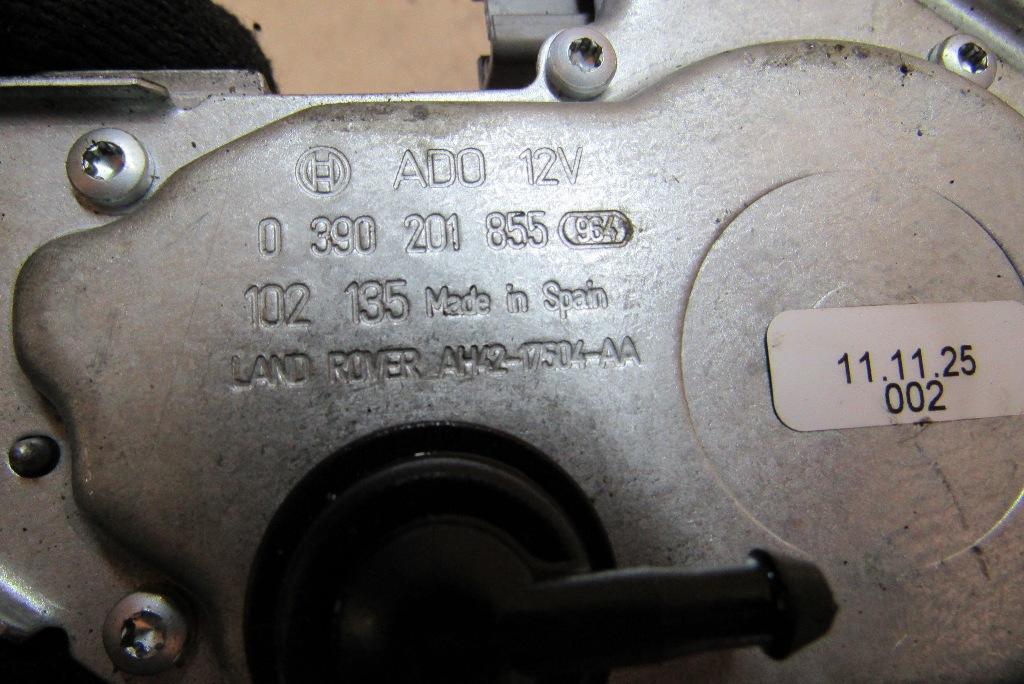 ADO 12V
0 390 201 855 964
102 135 Made in Spain
LAND ROVER AH42-17504-AA
11.11.25
002